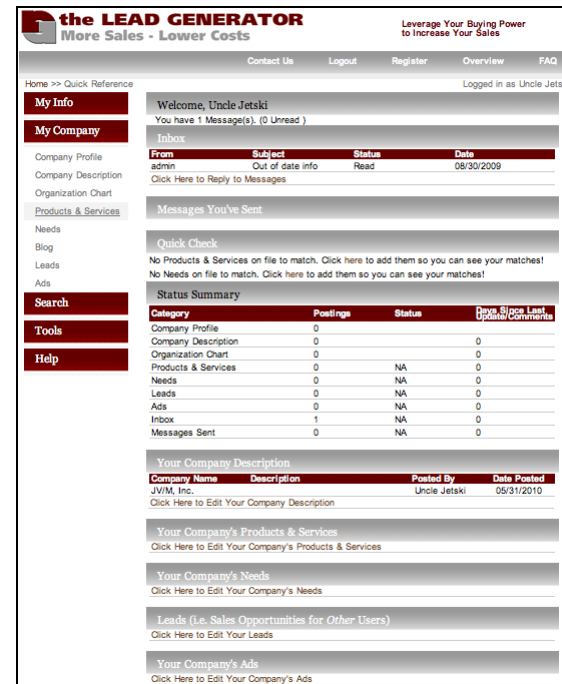 the LEAD GENERATOR
More Sales - Lower Costs
Leverage Your Buying Power
to Increase Your Sales
Contact Us Logout Register Overview FAQ
Home >> Quick Reference
Logged in as Uncle Jets
My Info
My Company
Company Profile
Company Description
Organization Chart
Products & Services
Needs
Blog
Leads
Ads
Search
Tools
Help
Welcome, Uncle Jetski
You have 1 Message(s). (0 Unread )
Inbox
From Subject Status Date
admin Out of date info Read 08/30/2009
Click Here to Reply to Messages
Messages You've Sent
Quick Check
No Products & Services on file to match. Click here to add them so you can see your matches!
No Needs on file to match. Click here to add them so you can see your matches!
Status Summary
Category Postings Status Days Since Last
Update/Comments
Company Profile 0
Company Description 0 0
Organization Chart 0 0
Products & Services 0 NA 0
Needs 0 NA 0
Leads 0 NA 0
Ads 0 NA 0
Inbox 1 NA 0
Messages Sent 0 NA 0
Your Company Description
Company Name Description Posted By Date Posted
JV/M, Inc. Uncle Jetski 05/31/2010
Click Here to Edit Your Company Description
Your Company's Products & Services
Click Here to Edit Your Company's Products & Services
Your Company's Needs
Click Here to Edit Your Company's Needs
Leads (i.e. Sales Opportunities for Other Users)
Click Here to Edit Your Leads
Your Company's Ads
Click Here to Edit Your Company's Ads